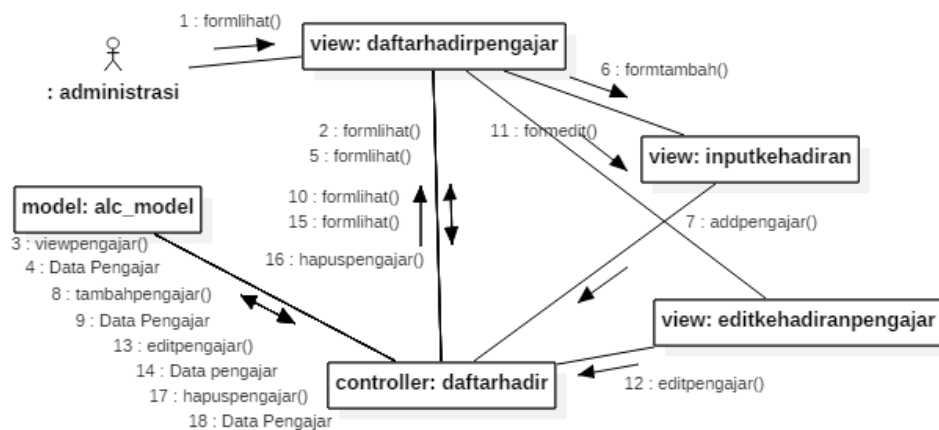 1 : formlihat()
view: daftarhadirpengajar
6 : formtambah()
: administrasi
2 : formlihat()
11 : formedit()
5 : formlihat()
view: inputkehadiran
10 : formlihat()
model: alc_model
15 : formlihat()
7 : addpengajar()
3 : viewpengajar()
16 : hapuspengajar()
4 : Data Pengajar
8 : tambahpengajar()
9 : Data Pengajar
view: editkehadiranpengajar
13 : editpengajar()
14 : Data pengajar
controller: daftarhadir
12 : editpengajar()
17 : hapuspengajar()
18 : Data Pengajar